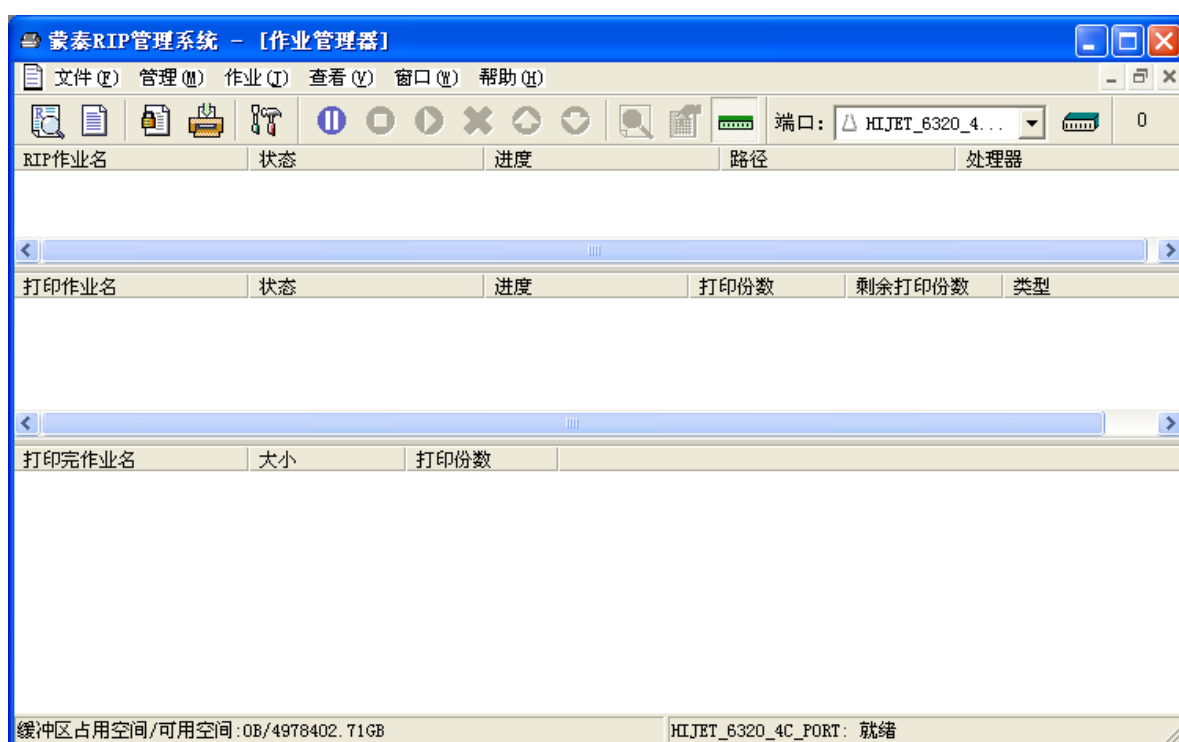 蒙泰RIP管理系统 - [作业管理器]
文件(F) 管理(M) 作业(J) 查看(V) 窗口(W) 帮助(H)
端口: HIJET_6320_4... 0
RIP作业名 状态 进度 路径 处理器
打印作业名 状态 进度 打印份数 剩余打印份数 类型
打印完作业名 大小 打印份数
缓冲区占用空间/可用空间:0B/4978402.71GB HIJET_6320_4C_PORT: 就绪